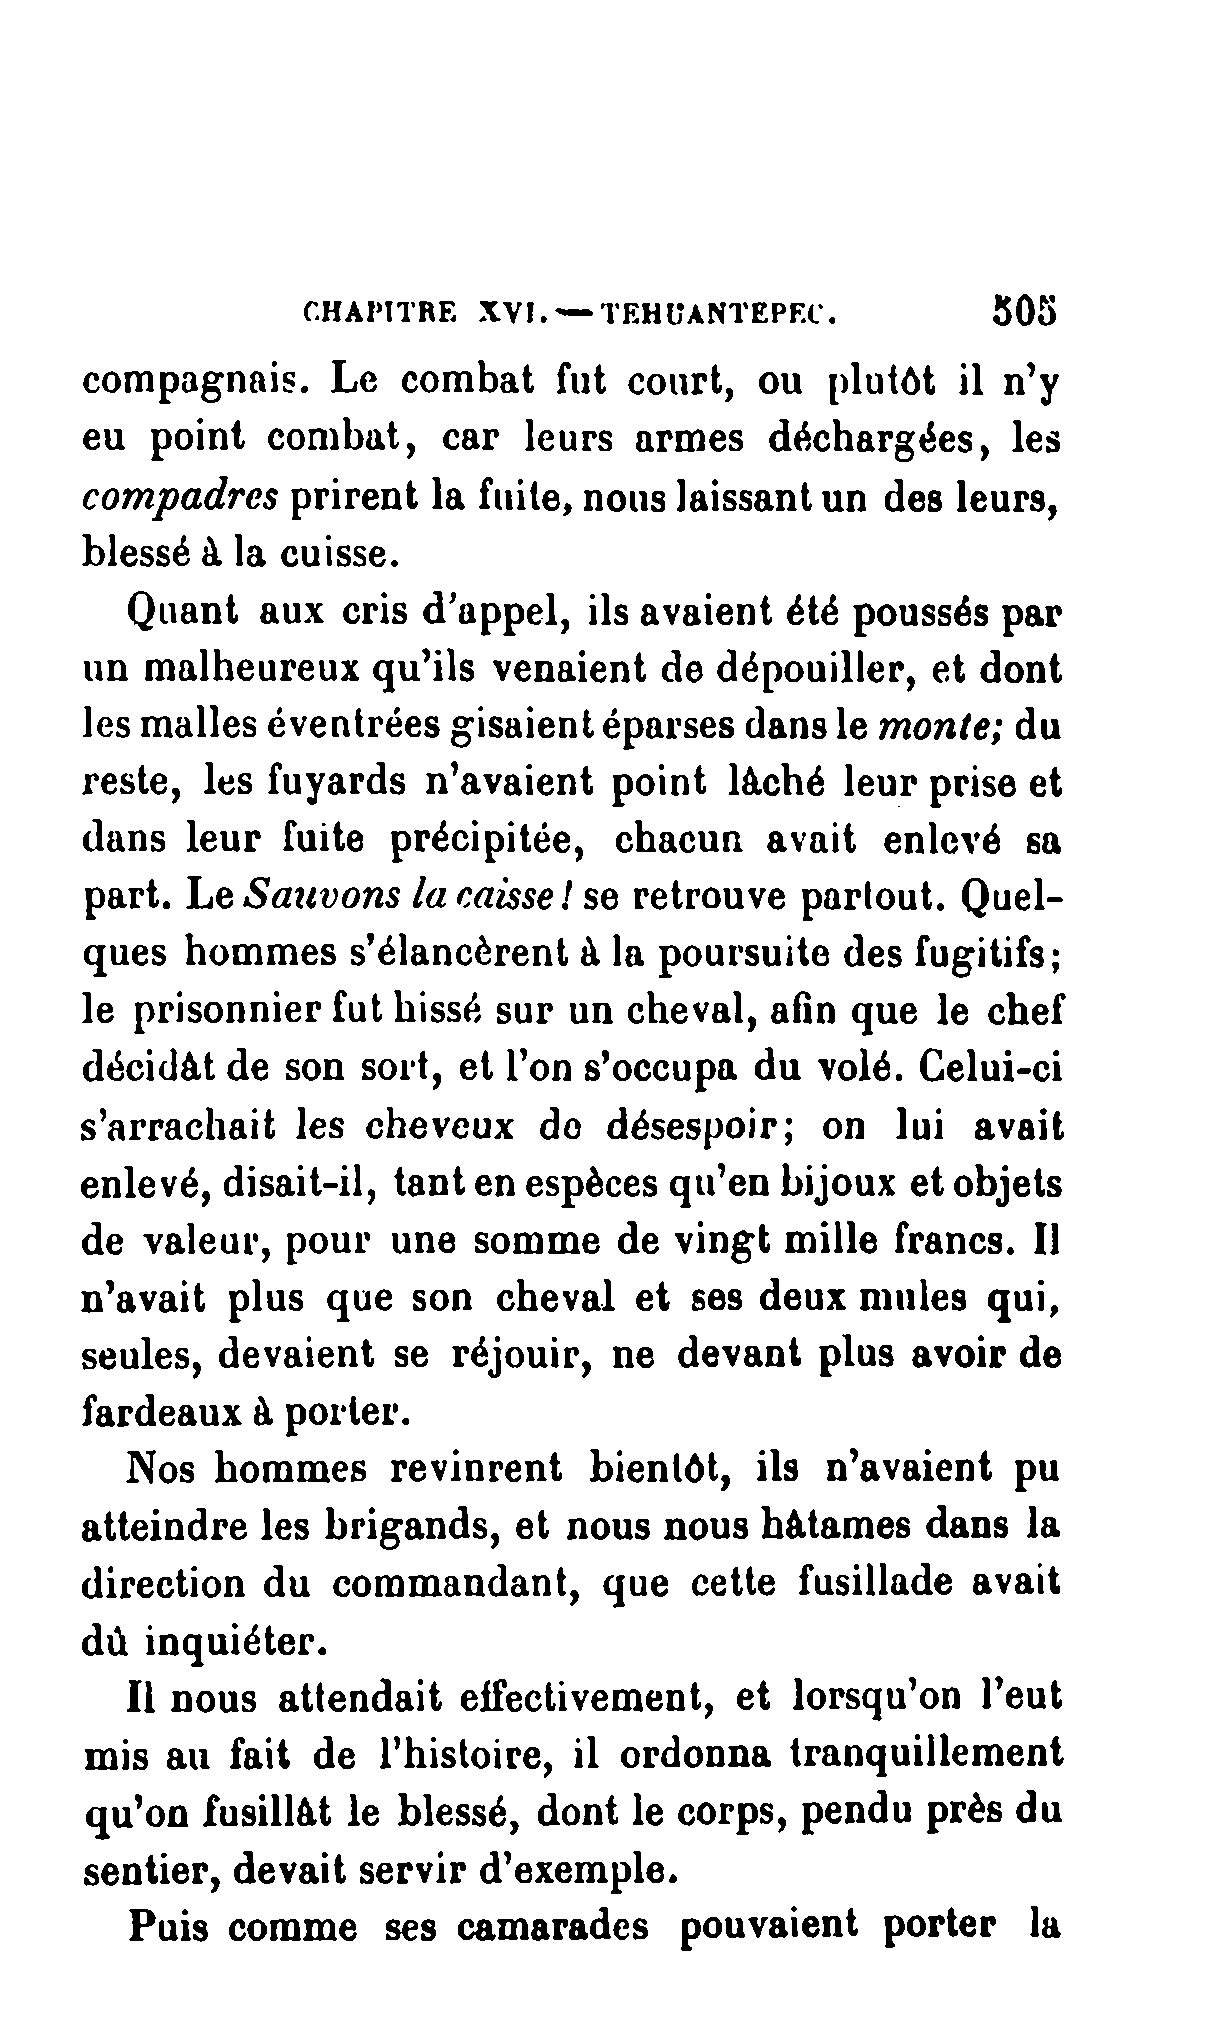 CHAPITRE XVI. — TEHUANTEPEC. 505
compagnais. Le combat fut court, ou plutôt il n'y
eu point combat, car leurs armes déchargées, les
compadres prirent la fuite, nous laissant un des leurs,
blessé à la cuisse.
Quant aux cris d'appel, ils avaient été poussés par
un malheureux qu'ils venaient de dépouiller, et dont
les malles éventrées gisaient éparses dans le monte; du
reste, les fuyards n'avaient point lâché leur prise et
dans leur fuite précipitée, chacun avait enlevé sa
part. Le Sauvons la caisse! se retrouve partout. Quel-
ques hommes s'élancèrent à la poursuite des fugitifs;
le prisonnier fut hissé sur un cheval, afin que le chef
décidât de son sort, et l'on s'occupa du volé. Celui-ci
s'arrachait les cheveux de désespoir; on lui avait
enlevé, disait-il, tant en espèces qu'en bijoux et objets
de valeur, pour une somme de vingt mille francs. Il
n'avait plus que son cheval et ses deux mules qui,
seules, devaient se réjouir, ne devant plus avoir de
fardeaux à porter.
Nos hommes revinrent bientôt, ils n'avaient pu
atteindre les brigands, et nous nous hâtames dans la
direction du commandant, que cette fusillade avait
dû inquiéter.
Il nous attendait effectivement, et lorsqu'on l'eut
mis au fait de l'histoire, il ordonna tranquillement
qu'on fusillât le blessé, dont le corps, pendu près du
sentier, devait servir d'exemple.
Puis comme ses camarades pouvaient porter la